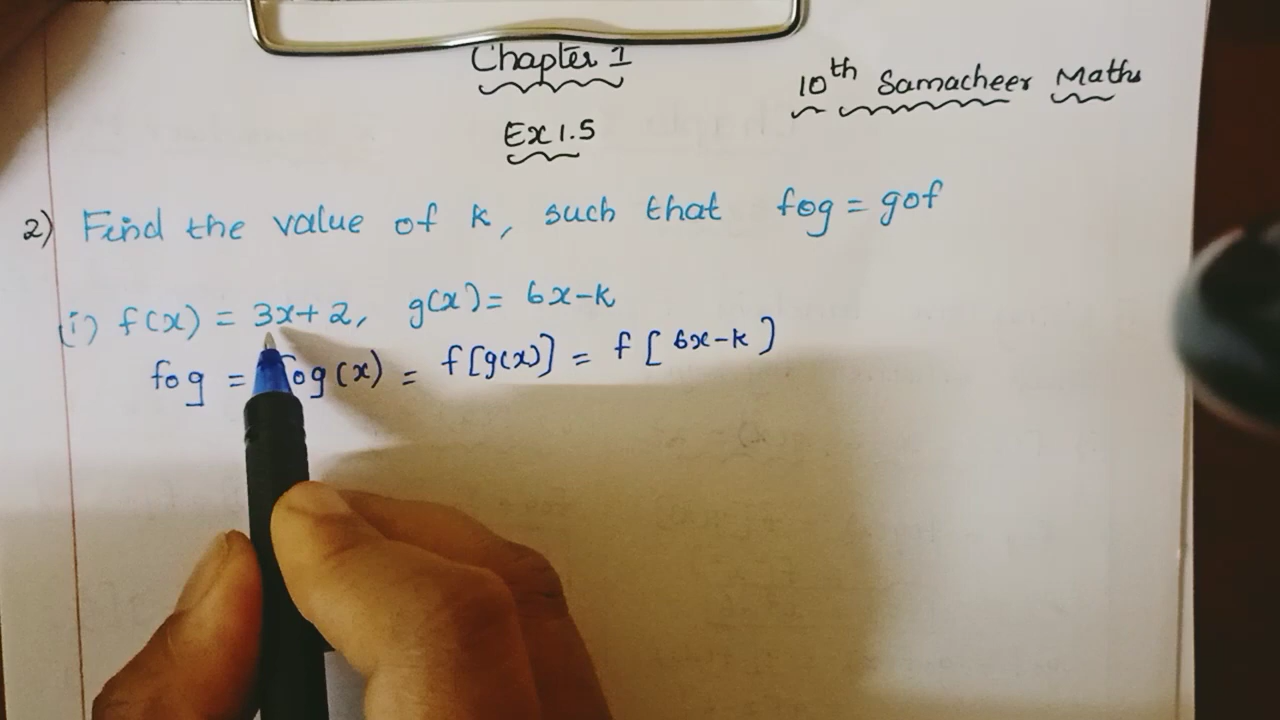 Chapter 1
10th Samacheer Maths
Ex 1.5
2) Find the value of k, such that fog = gof
(i) f(x) = 3x+2, g(x) = 6x-k
fog = fog(x) = f[g(x)] = f[6x-k]